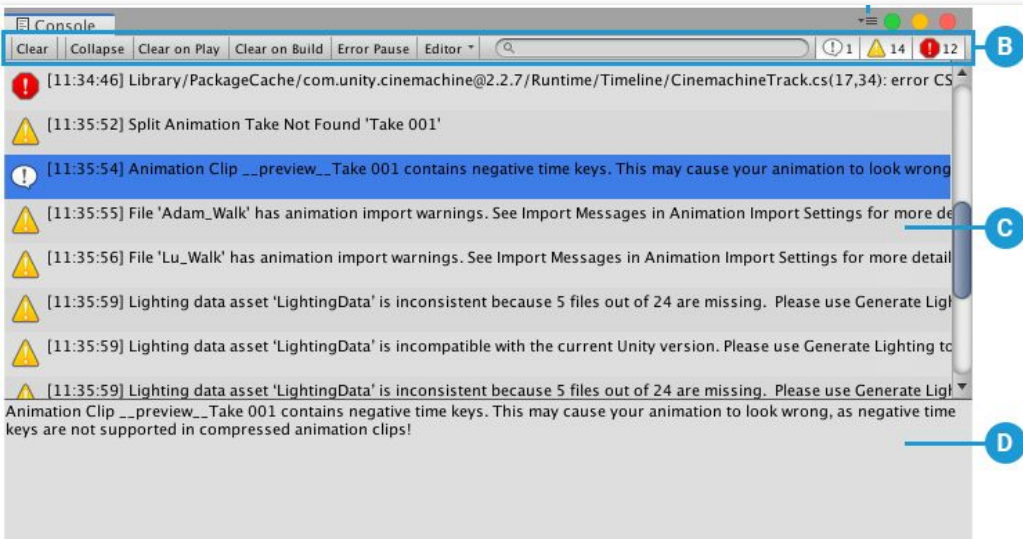 Console
Clear Collapse Clear on Play Clear on Build Error Pause Editor 1 14 12
B
[11:34:46] Library/PackageCache/com.unity.cinemachine@2.2.7/Runtime/Timeline/CinemachineTrack.cs(17,34): error CS
[11:35:52] Split Animation Take Not Found 'Take 001'
[11:35:54] Animation Clip __preview__Take 001 contains negative time keys. This may cause your animation to look wrong
[11:35:55] File 'Adam_Walk' has animation import warnings. See Import Messages in Animation Import Settings for more de
C
[11:35:56] File 'Lu_Walk' has animation import warnings. See Import Messages in Animation Import Settings for more detail
[11:35:59] Lighting data asset ‘LightingData’ is inconsistent because 5 files out of 24 are missing. Please use Generate Ligh
[11:35:59] Lighting data asset ‘LightingData’ is incompatible with the current Unity version. Please use Generate Lighting to
[11:35:59] Lighting data asset ‘LightingData’ is inconsistent because 5 files out of 24 are missing. Please use Generate Ligh
Animation Clip __preview__Take 001 contains negative time keys. This may cause your animation to look wrong, as negative time
keys are not supported in compressed animation clips!
D